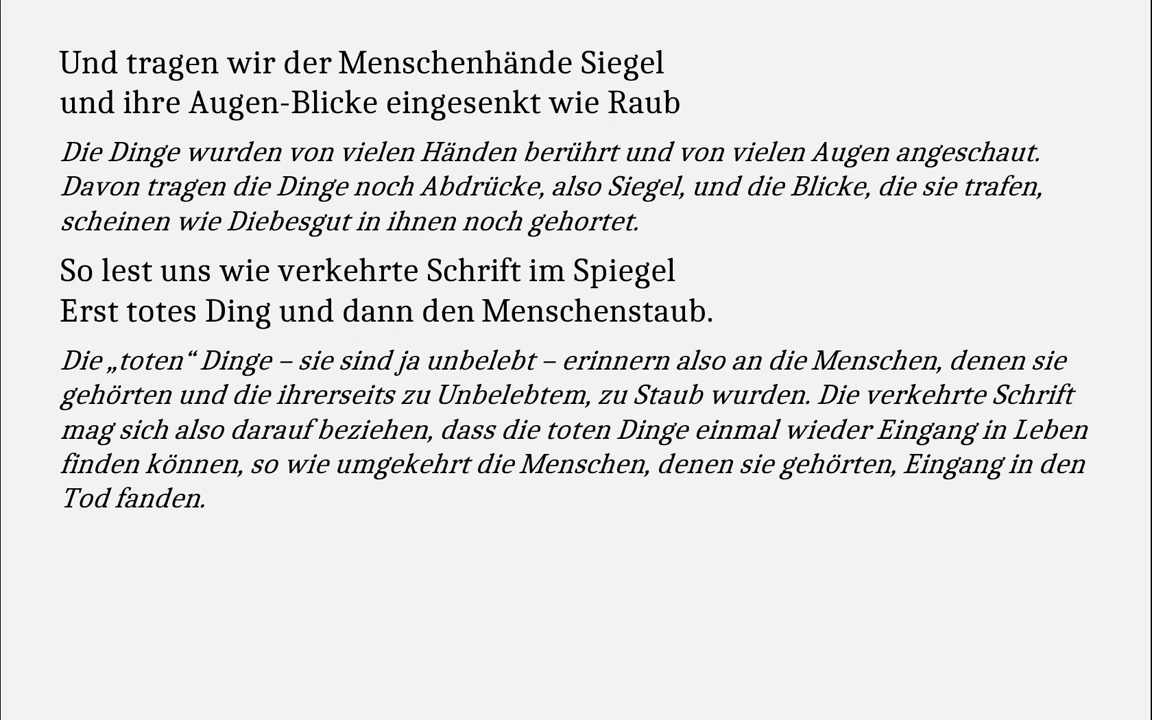 Und tragen wir der Menschenhände Siegel
und ihre Augen-Blicke eingesenkt wie Raub
Die Dinge wurden von vielen Händen berührt und von vielen Augen angeschaut.
Davon tragen die Dinge noch Abdrücke, also Siegel, und die Blicke, die sie trafen,
scheinen wie Diebesgut in ihnen noch gehortet.
So lest uns wie verkehrte Schrift im Spiegel
Erst totes Ding und dann den Menschenstaub.
Die „toten“ Dinge – sie sind ja unbelebt – erinnern also an die Menschen, denen sie
gehörten und die ihrerseits zu Unbelebtem, zu Staub wurden. Die verkehrte Schrift
mag sich also darauf beziehen, dass die toten Dinge einmal wieder Eingang in Leben
finden können, so wie umgekehrt die Menschen, denen sie gehörten, Eingang in den
Tod fanden.